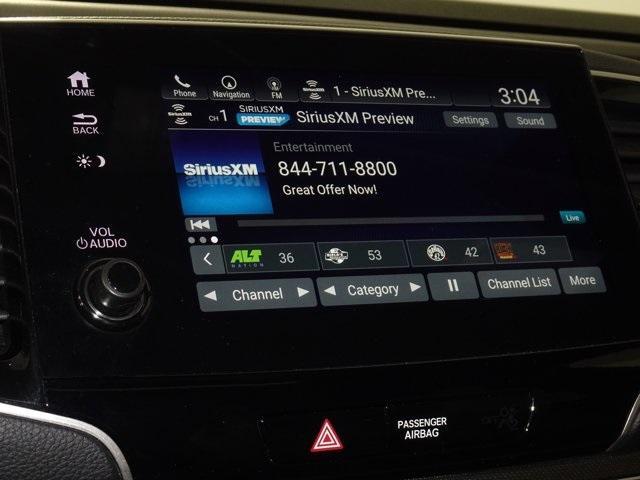 HOME
Phone
Navigation
FM
SiriusXM
1 - SiriusXM Pre...
3:04
BACK
SiriusXM
CH 1
SIRIUSXM PREVIEW
SiriusXM Preview
Settings
Sound
Entertainment
SiriusXM
844-711-8800
Great Offer Now!
Live
VOL
AUDIO
ALT NATION
36
53
42
43
Channel
Category
Channel List
More
PASSENGER
AIRBAG